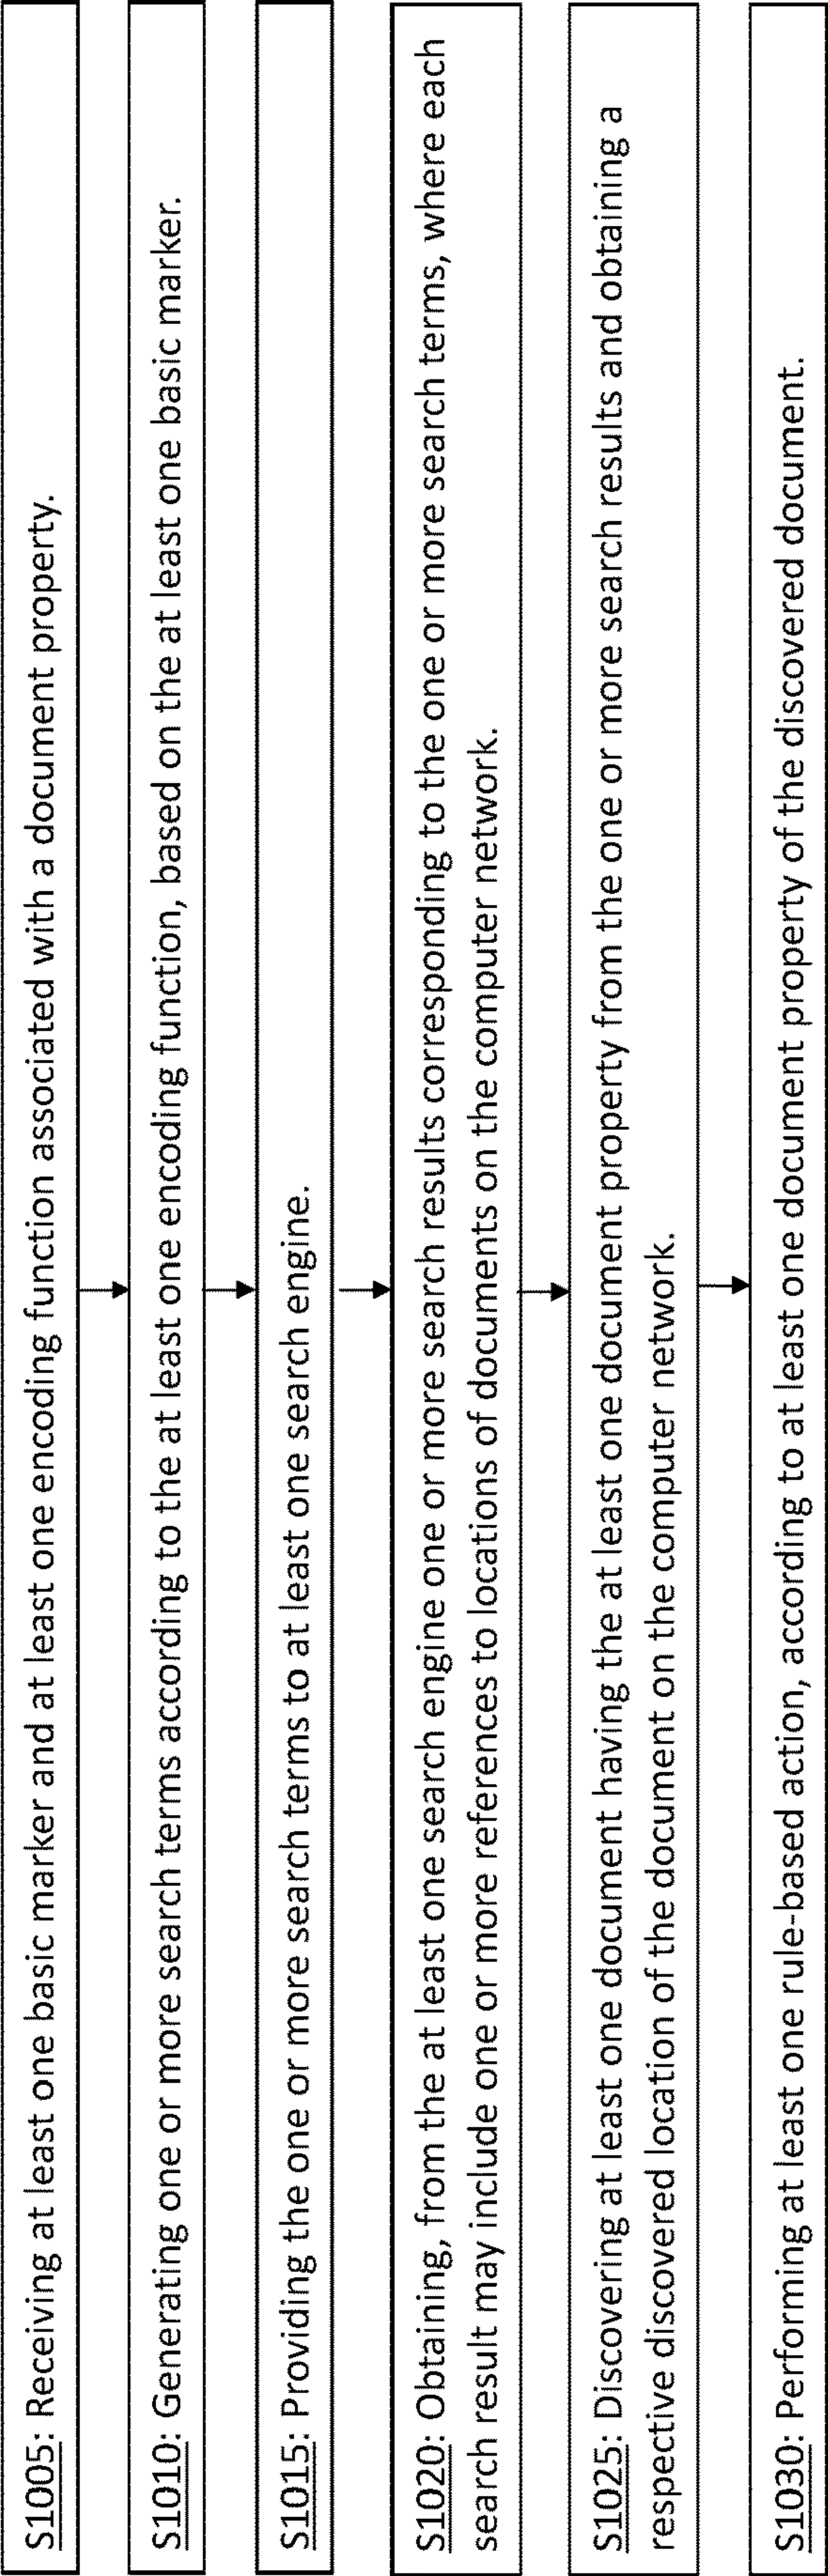 S1005: Receiving at least one basic marker and at least one encoding function associated with a document property.
S1010: Generating one or more search terms according to the at least one encoding function, based on the at least one basic marker.
S1015: Providing the one or more search terms to at least one search engine.
S1020: Obtaining, from the at least one search engine one or more search results corresponding to the one or more search terms, where each
search result may include one or more references to locations of documents on the computer network.
S1025: Discovering at least one document having the at least one document property from the one or more search results and obtaining a
respective discovered location of the document on the computer network.
S1030: Performing at least one rule-based action, according to at least one document property of the discovered document.